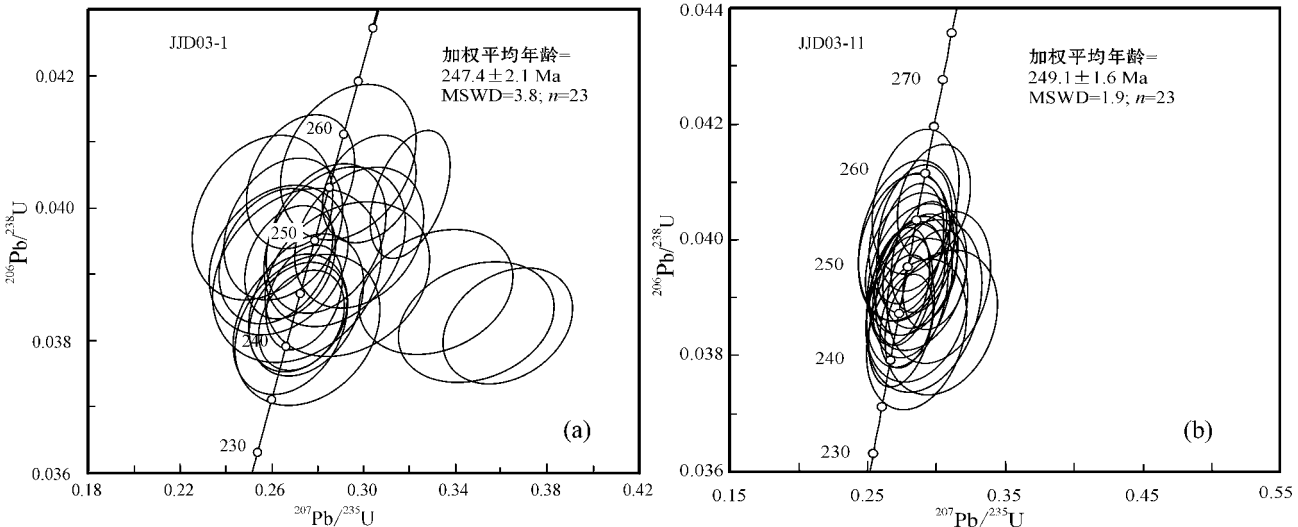 JJD03-1
加权平均年龄=
247.4±2.1 Ma
MSWD=3.8; n=23
0.042
0.040
0.038
0.036
260
250
240
230
(a)
0.18
0.22
0.26
0.30
0.34
0.38
0.42
²⁰⁷Pb/²³⁵U
²⁰⁶Pb/²³⁸U
JJD03-11
加权平均年龄=
249.1±1.6 Ma
MSWD=1.9; n=23
0.044
0.042
0.040
0.038
0.036
270
260
250
240
230
(b)
0.15
0.25
0.35
0.45
0.55
²⁰⁷Pb/²³⁵U
²⁰⁶Pb/²³⁸U